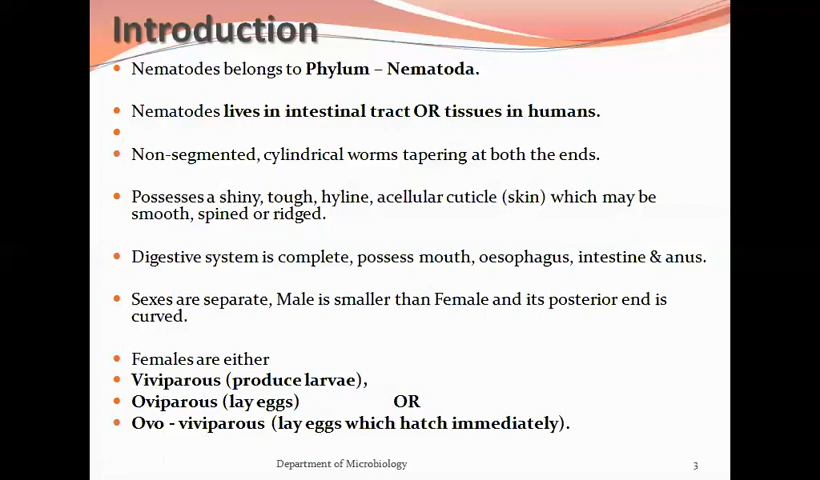 Introduction
Nematodes belongs to Phylum – Nematoda.
Nematodes lives in intestinal tract OR tissues in humans.
Non-segmented, cylindrical worms tapering at both the ends.
Possesses a shiny, tough, hyline, acellular cuticle (skin) which may be
smooth, spined or ridged.
Digestive system is complete, possess mouth, oesophagus, intestine & anus.
Sexes are separate, Male is smaller than Female and its posterior end is
curved.
Females are either
Viviparous (produce larvae),
Oviparous (lay eggs) OR
Ovo - viviparous (lay eggs which hatch immediately).
Department of Microbiology 3